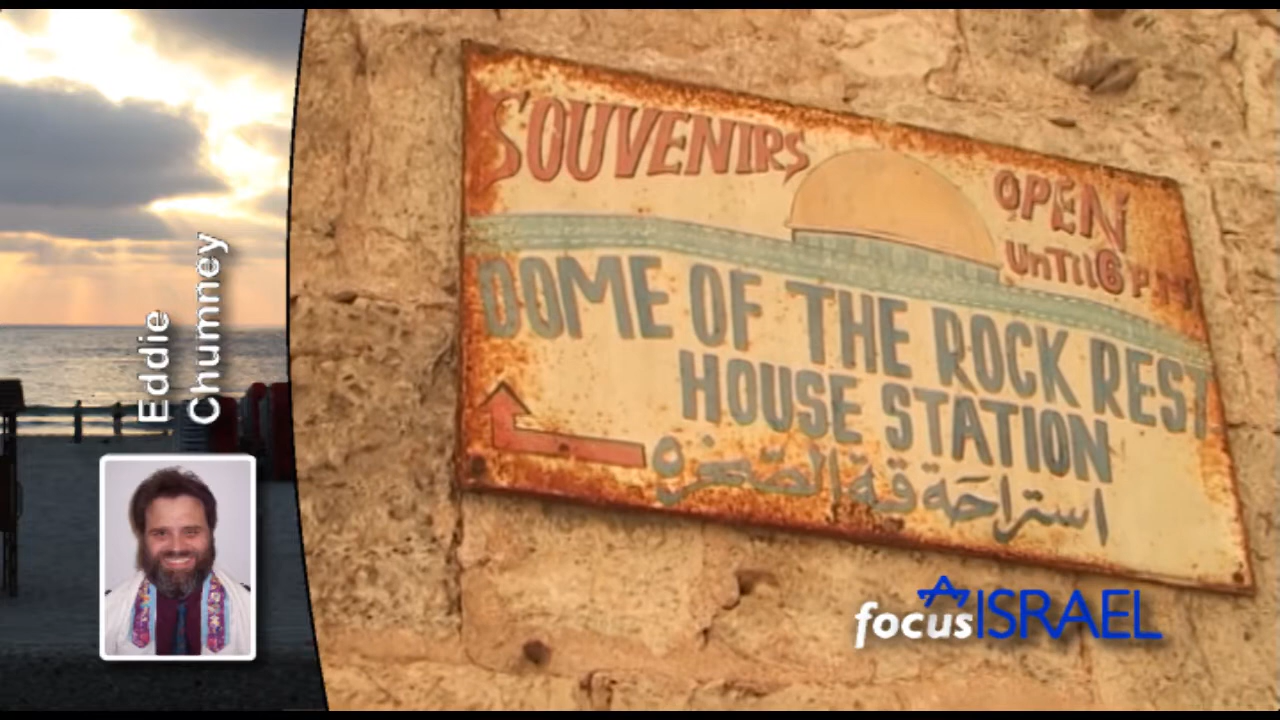 Eddie
Chumney
SOUVENIRS
OPEN
UnTil 6 PM
DOME OF THE ROCK REST
HOUSE STATION
استراحة قبة الصخرة
focusISRAEL